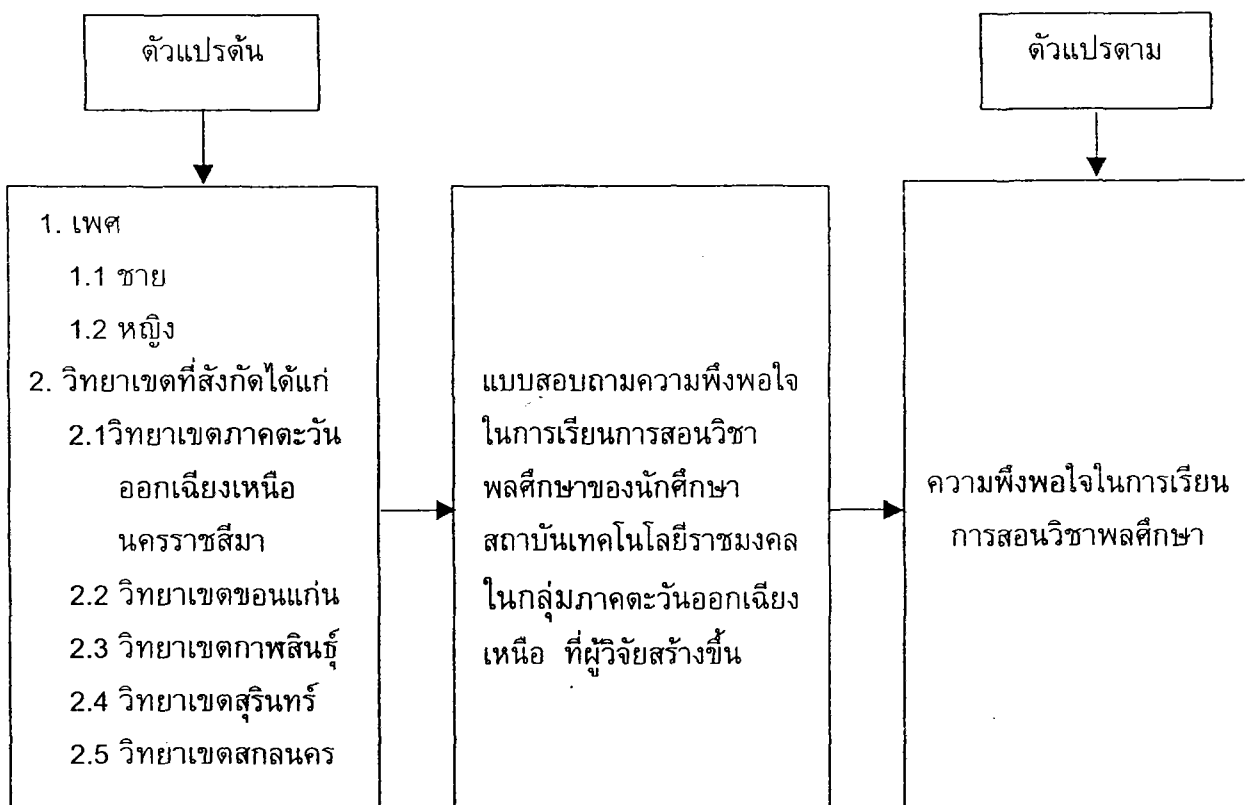 ตัวแปรต้น
ตัวแปรตาม
1. เพศ
1.1 ชาย
1.2 หญิง
2. วิทยาเขตที่สังกัดได้แก่
2.1วิทยาเขตภาคตะวัน
ออกเฉียงเหนือ
นครราชสีมา
2.2 วิทยาเขตขอนแก่น
2.3 วิทยาเขตกาฬสินธุ์
2.4 วิทยาเขตสุรินทร์
2.5 วิทยาเขตสกลนคร
แบบสอบถามความพึงพอใจ
ในการเรียนการสอนวิชา
พลศึกษาของนักศึกษา
สถาบันเทคโนโลยีราชมงคล
ในกลุ่มภาคตะวันออกเฉียง
เหนือ ที่ผู้วิจัยสร้างขึ้น
ความพึงพอใจในการเรียน
การสอนวิชาพลศึกษา